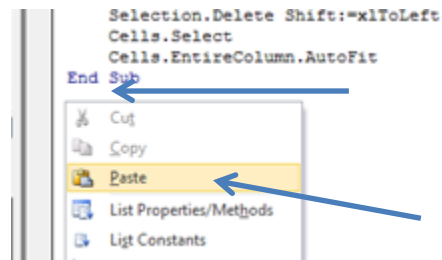 Selection.Delete Shift:=xlToLeft
Cells.Select
Cells.EntireColumn.AutoFit
End Sub
Cut
Copy
Paste
List Properties/Methods
List Constants